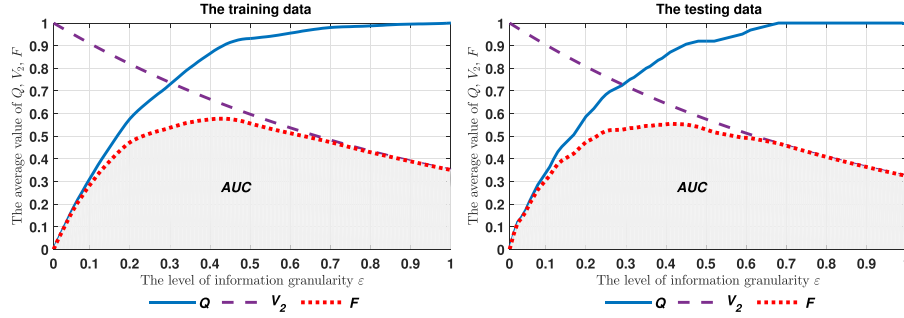 The training data
The average value of Q, V2, F
1
0.9
0.8
0.7
0.6
0.5
0.4
0.3
0.2
0.1
0
AUC
0 0.1 0.2 0.3 0.4 0.5 0.6 0.7 0.8 0.9 1
The level of information granularity ε
Q V2 F
The testing data
The average value of Q, V2, F
1
0.9
0.8
0.7
0.6
0.5
0.4
0.3
0.2
0.1
0
AUC
0 0.1 0.2 0.3 0.4 0.5 0.6 0.7 0.8 0.9 1
The level of information granularity ε
Q V2 F